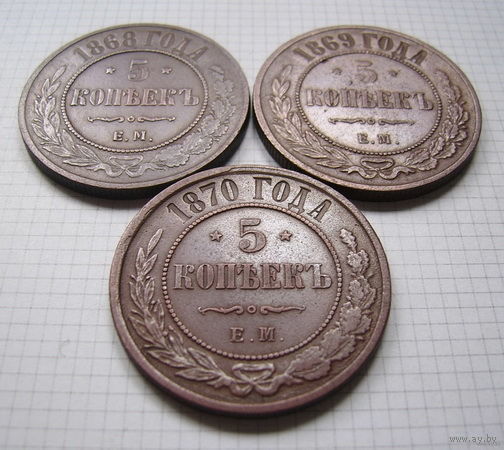 1868 ГОДА
5
КОПѢЕКЪ
Е.М.
1869 ГОДА
5
КОПѢЕКЪ
Е.М.
1870 ГОДА
5
КОПѢЕКЪ
Е.М.
www.ay.by